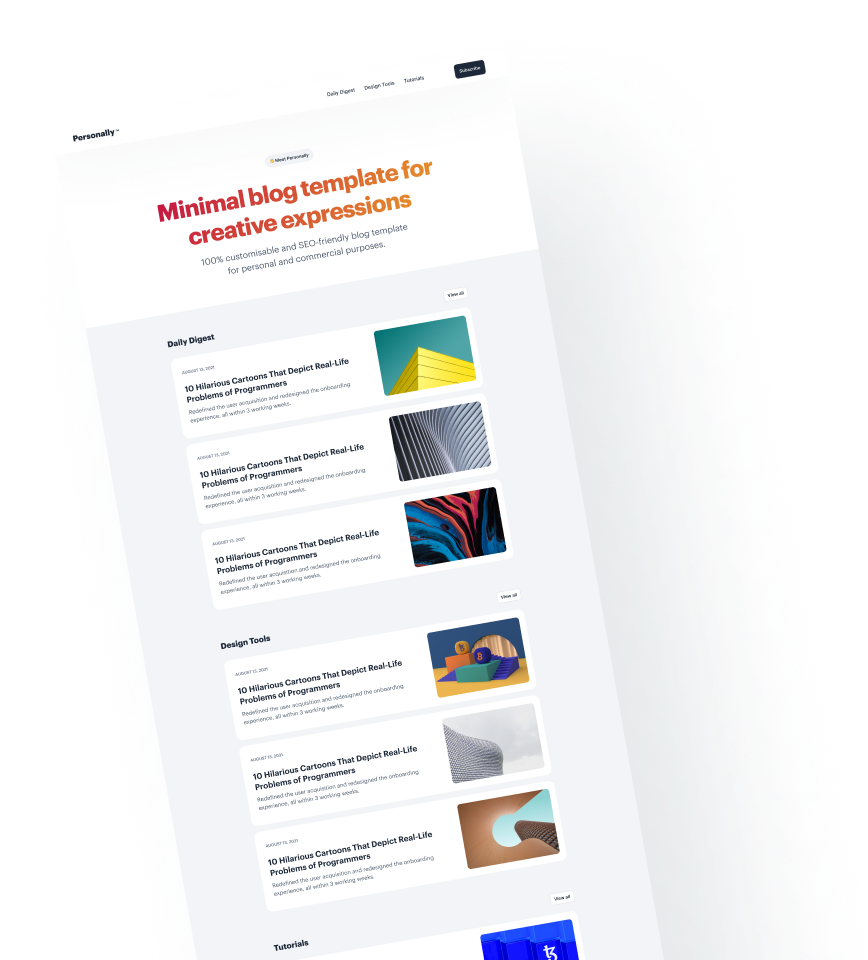 Personally™
Daily Digest
Design Tools
Tutorials
Subscribe
👋 Meet Personally
Minimal blog template for
creative expressions
100% customisable and SEO-friendly blog template
for personal and commercial purposes.
Daily Digest
View all
AUGUST 13, 2021
10 Hilarious Cartoons That Depict Real-Life
Problems of Programmers
Redefined the user acquisition and redesigned the onboarding
experience, all within 3 working weeks.
AUGUST 13, 2021
10 Hilarious Cartoons That Depict Real-Life
Problems of Programmers
Redefined the user acquisition and redesigned the onboarding
experience, all within 3 working weeks.
AUGUST 13, 2021
10 Hilarious Cartoons That Depict Real-Life
Problems of Programmers
Redefined the user acquisition and redesigned the onboarding
experience, all within 3 working weeks.
Design Tools
View all
AUGUST 13, 2021
10 Hilarious Cartoons That Depict Real-Life
Problems of Programmers
Redefined the user acquisition and redesigned the onboarding
experience, all within 3 working weeks.
AUGUST 13, 2021
10 Hilarious Cartoons That Depict Real-Life
Problems of Programmers
Redefined the user acquisition and redesigned the onboarding
experience, all within 3 working weeks.
AUGUST 13, 2021
10 Hilarious Cartoons That Depict Real-Life
Problems of Programmers
Redefined the user acquisition and redesigned the onboarding
experience, all within 3 working weeks.
Tutorials
View all